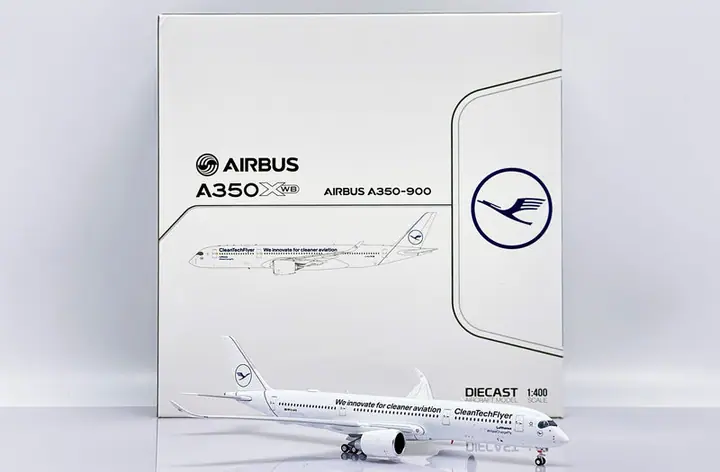 AIRBUS
A350XWB
AIRBUS A350-900
CleanTechFlyer We innovate for cleaner aviation
DIECAST 1:400
AIRCRAFT MODEL SCALE
We innovate for cleaner aviation CleanTechFlyer
Lufthansa